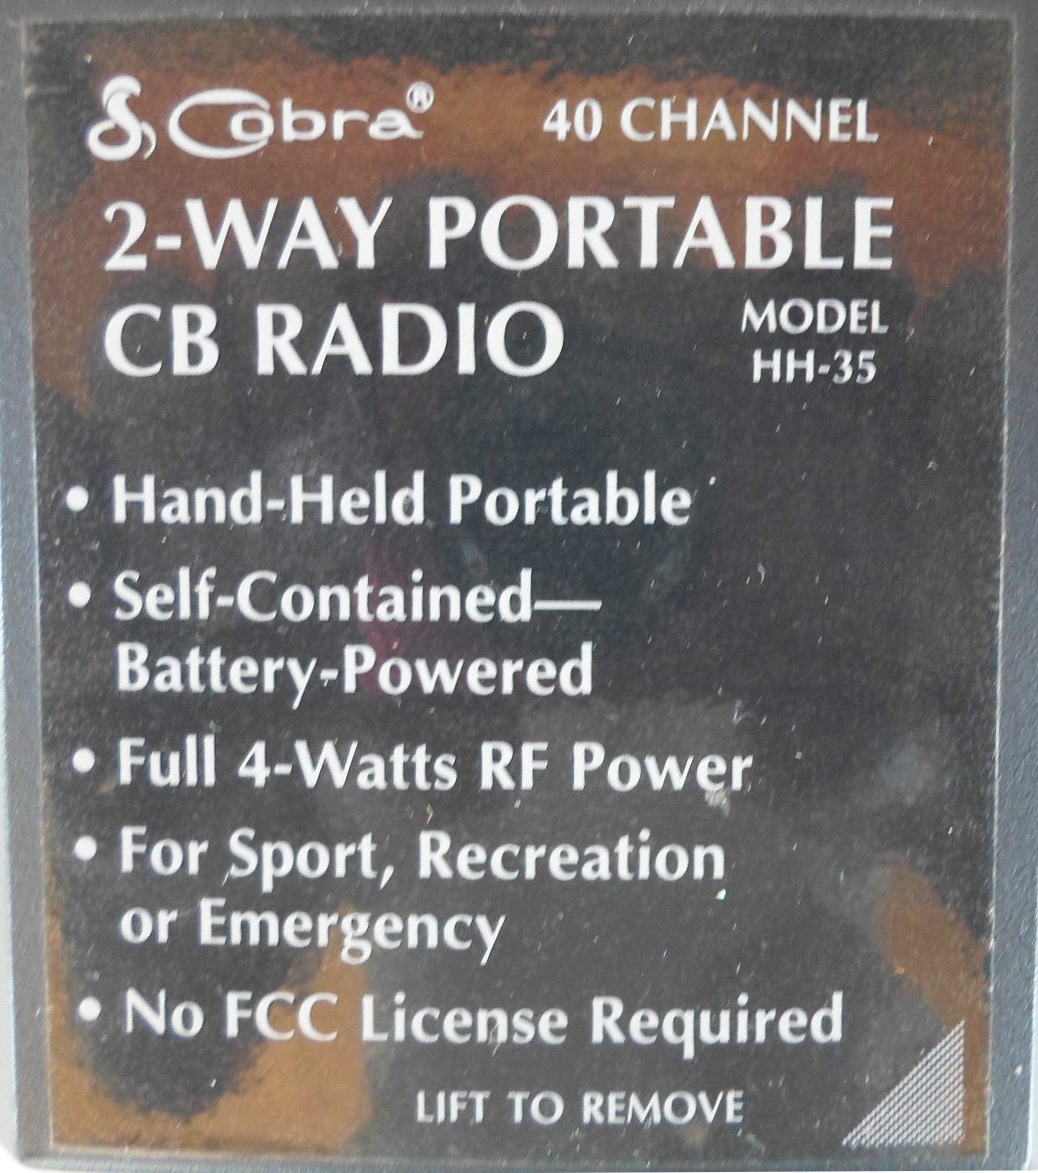 Cobra® 40 CHANNEL
2-WAY PORTABLE
CB RADIO
MODEL
HH-35
• Hand-Held Portable
• Self-Contained—
Battery-Powered
• Full 4-Watts RF Power
• For Sport, Recreation
or Emergency
• No FCC License Required
LIFT TO REMOVE